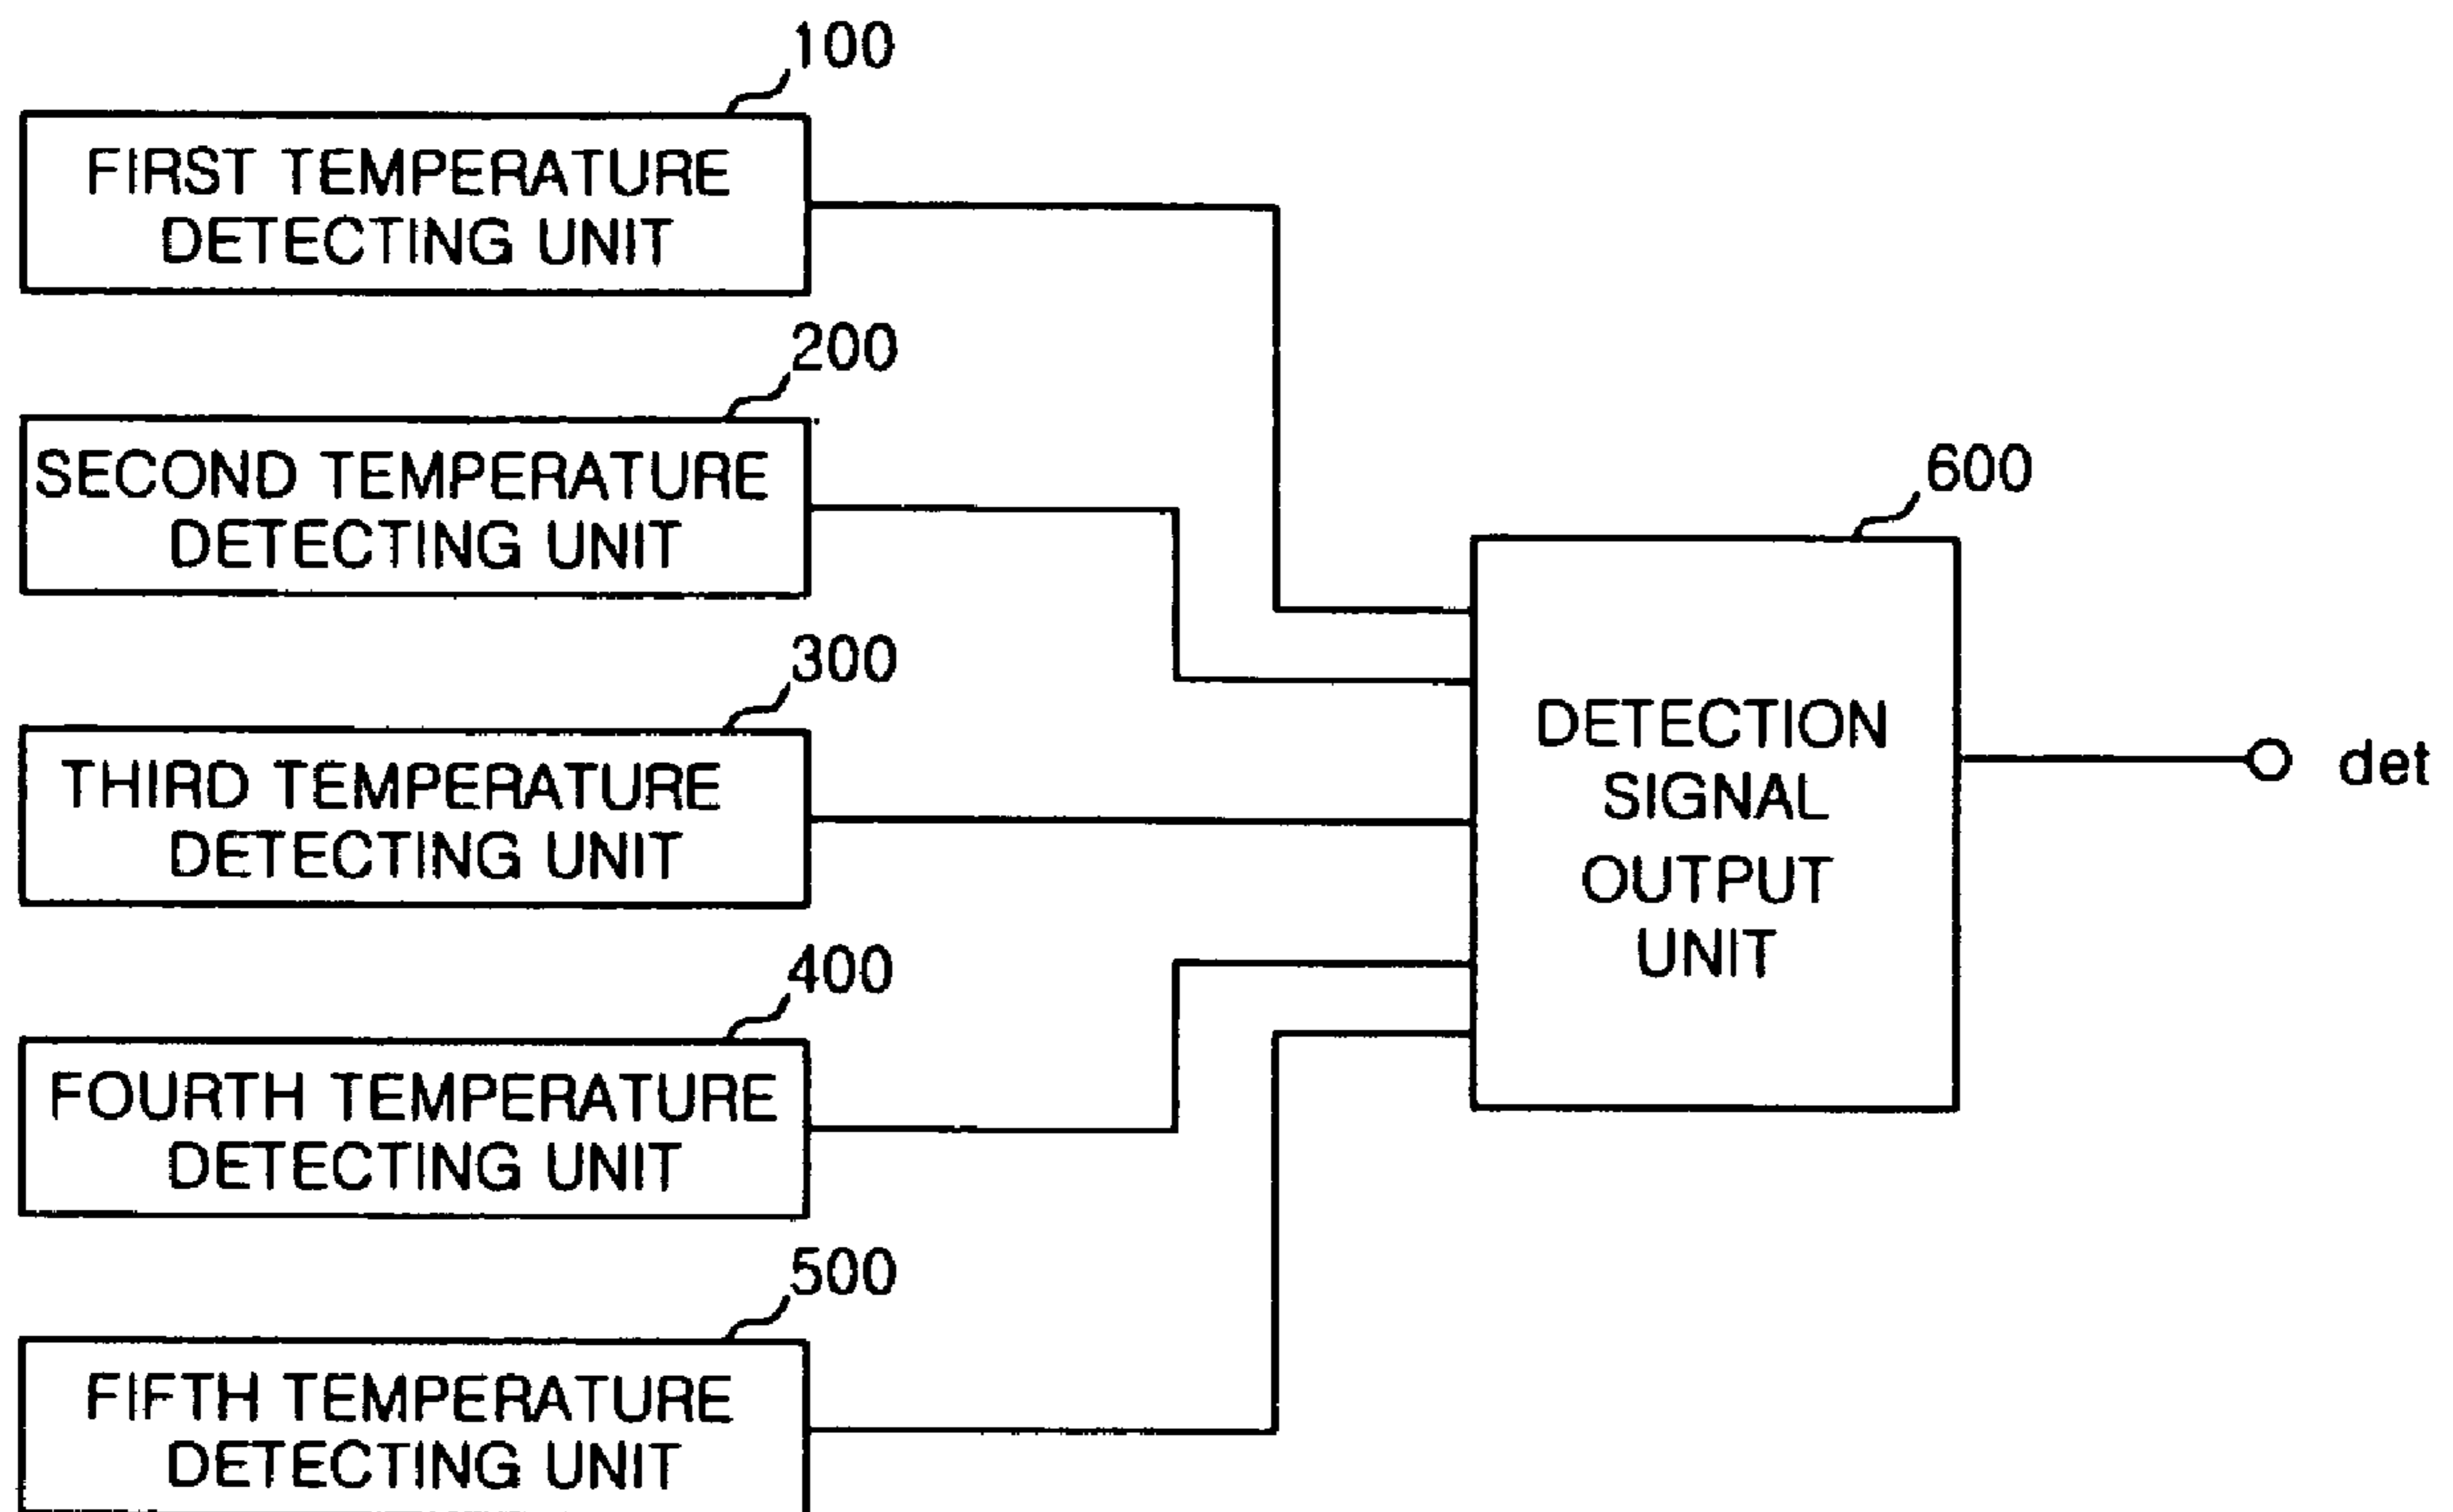 100
FIRST TEMPERATURE
DETECTING UNIT
200
SECOND TEMPERATURE
DETECTING UNIT
300
THIRD TEMPERATURE
DETECTING UNIT
400
FOURTH TEMPERATURE
DETECTING UNIT
500
FIFTH TEMPERATURE
DETECTING UNIT
600
DETECTION
SIGNAL
OUTPUT
UNIT
det